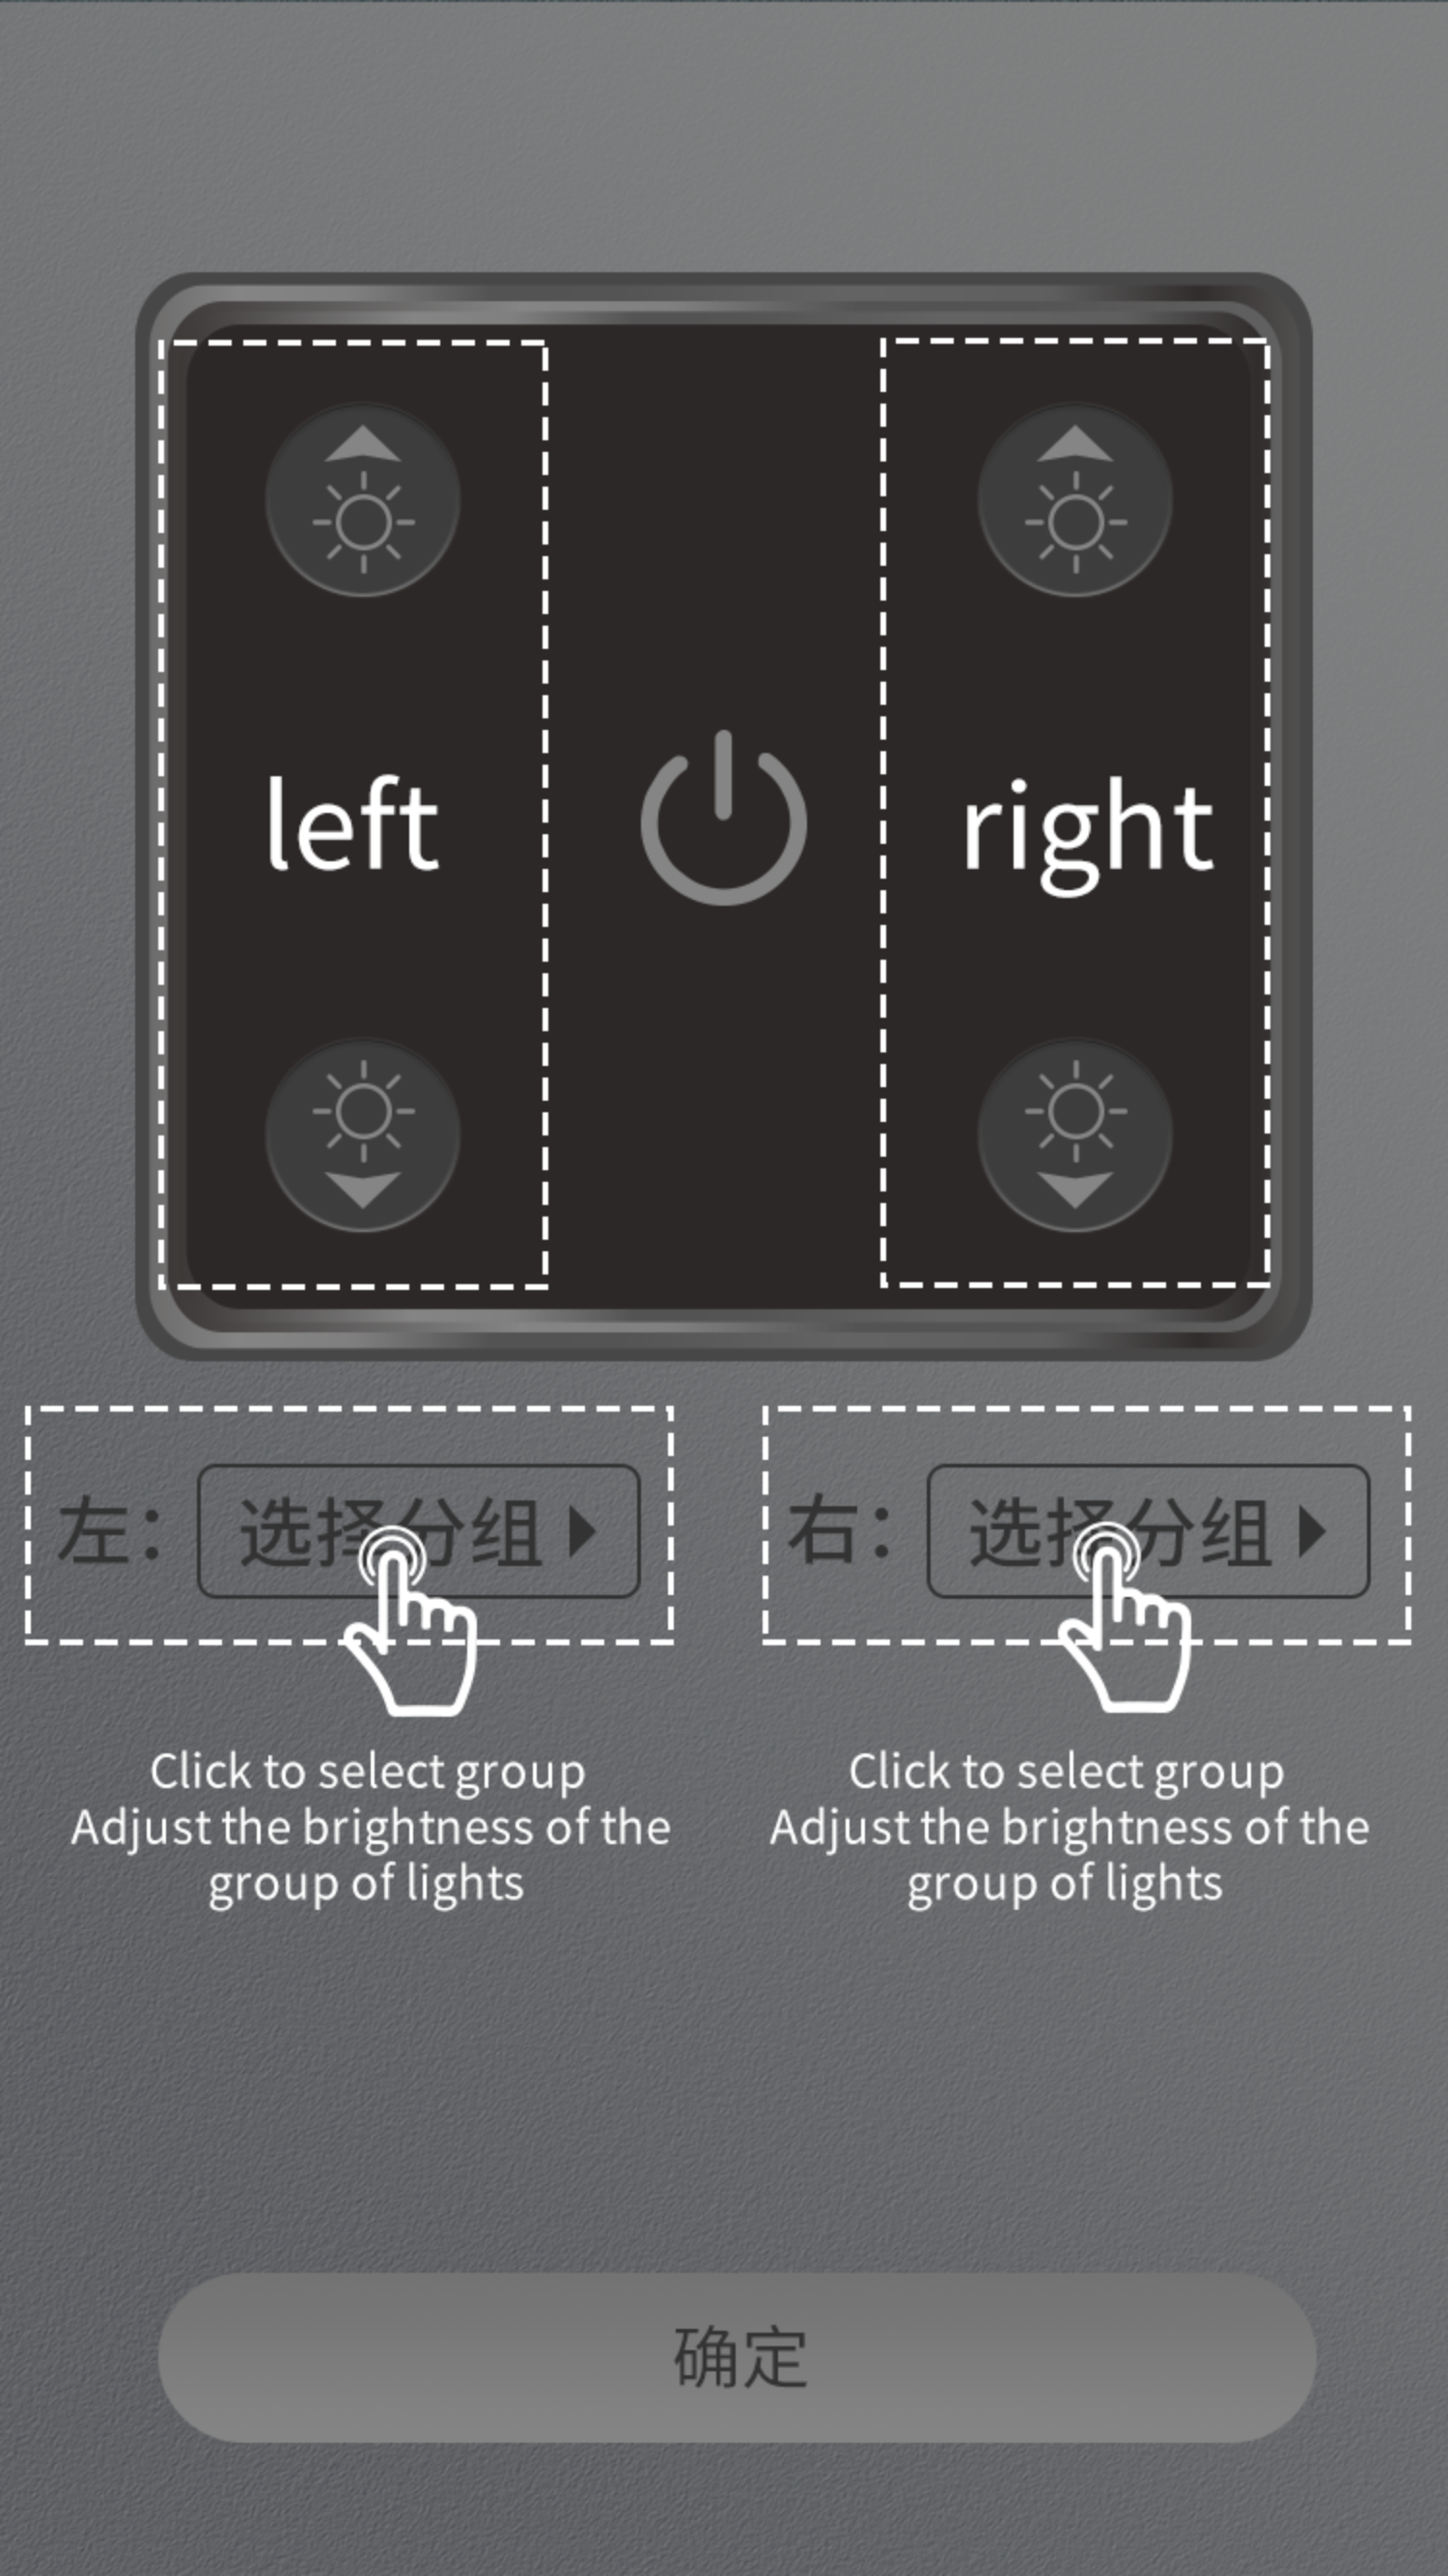 left
right
左：
选择分组
右：
选择分组
Click to select group
Adjust the brightness of the
group of lights
Click to select group
Adjust the brightness of the
group of lights
确定